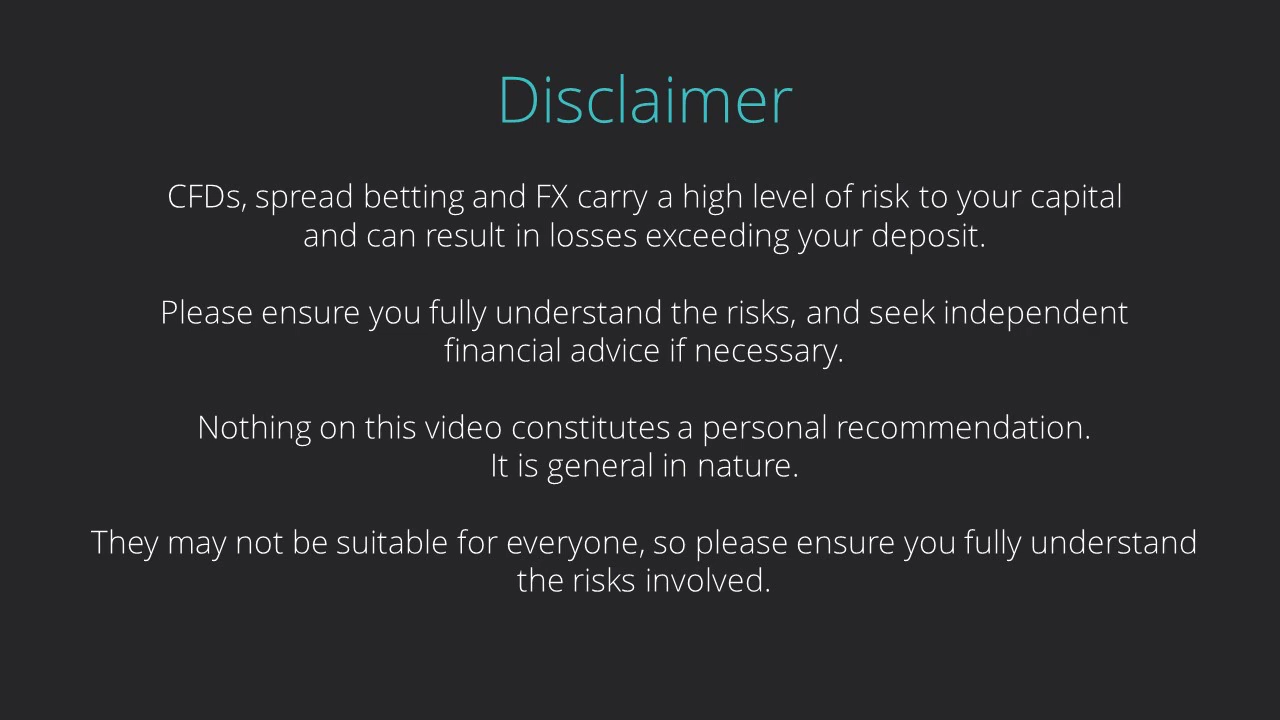 Disclaimer
CFDs, spread betting and FX carry a high level of risk to your capital
and can result in losses exceeding your deposit.
Please ensure you fully understand the risks, and seek independent
financial advice if necessary.
Nothing on this video constitutes a personal recommendation.
It is general in nature.
They may not be suitable for everyone, so please ensure you fully understand
the risks involved.